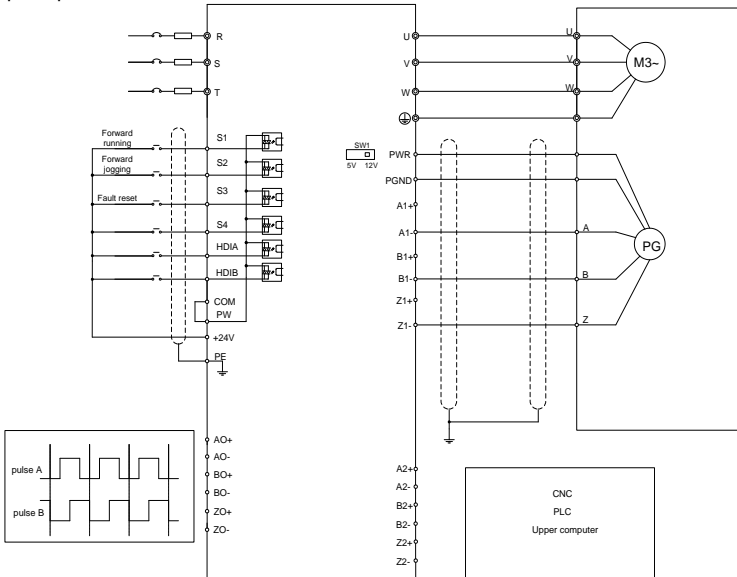 R
S
T
Forward
running
Forward
jogging
Fault reset
S1
S2
S3
S4
HDIA
HDIB
COM
PW
+24V
PE
U
V
W
SW1
5V 12V
PWR
PGND
A1+
A1-
B1+
B1-
Z1+
Z1-
U
V
W
M3~
A
B
Z
PG
pulse A
pulse B
AO+
AO-
BO+
BO-
ZO+
ZO-
A2+
A2-
B2+
B2-
Z2+
Z2-
CNC
PLC
Upper computer